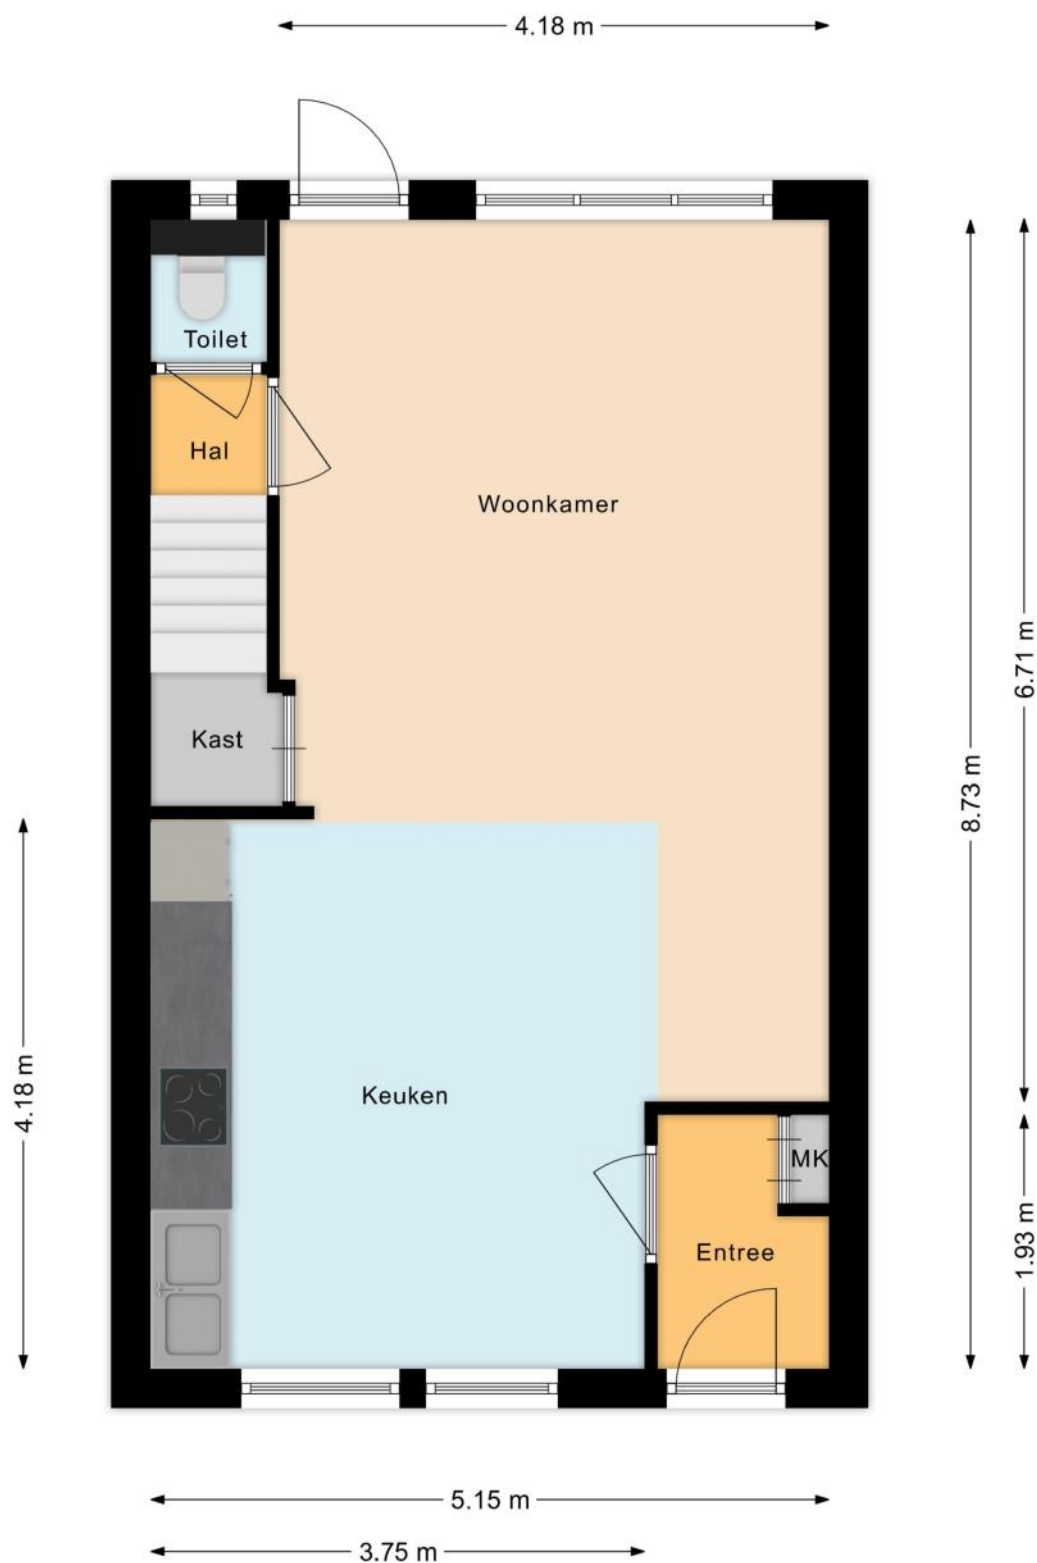 4.18 m
Toilet
Hal
Woonkamer
6.71 m
Kast
8.73 m
4.18 m
Keuken
MK
Entree
1.93 m
5.15 m
3.75 m